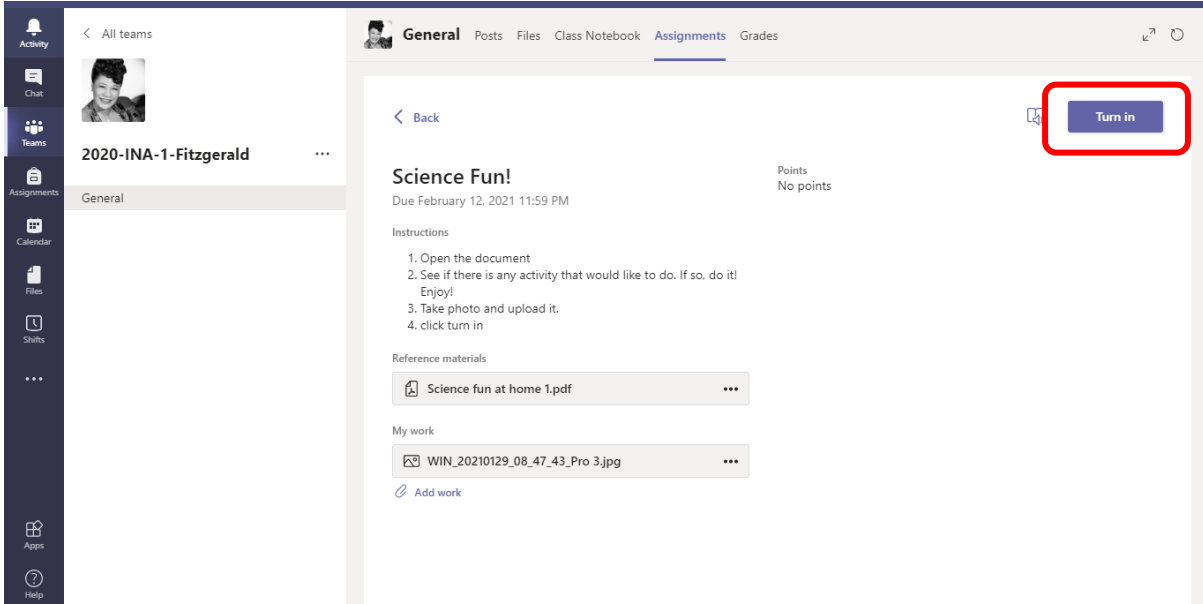 Activity
Chat
Teams
Assignments
Calendar
Files
Shifts
Apps
Help
All teams
2020-INA-1-Fitzgerald
General
General Posts Files Class Notebook Assignments Grades
Back
Turn in
Science Fun!
Due February 12, 2021 11:59 PM
Points
No points
Instructions
1. Open the document
2. See if there is any activity that would like to do. If so, do it!
Enjoy!
3. Take photo and upload it.
4. click turn in
Reference materials
Science fun at home 1.pdf
My work
WIN_20210129_08_47_43_Pro 3.jpg
Add work